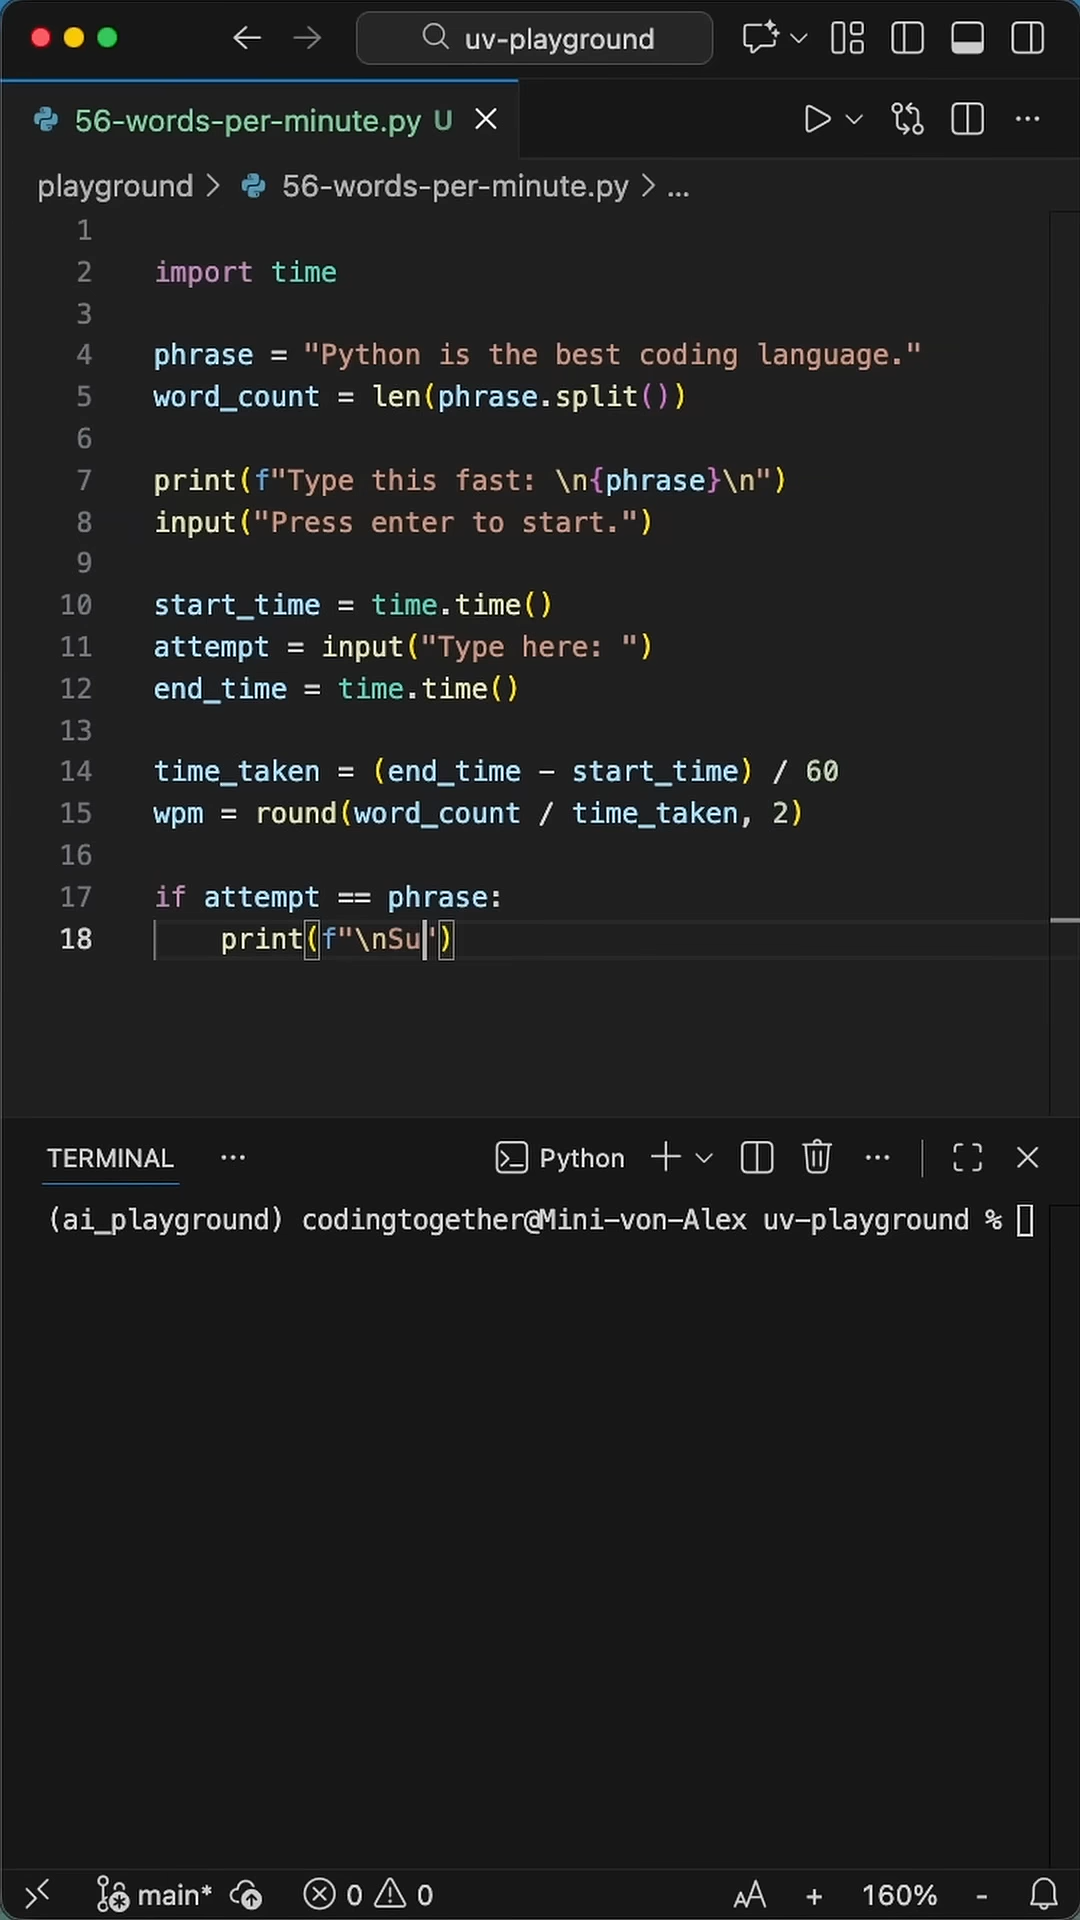 uv-playground
56-words-per-minute.py U
playground > 56-words-per-minute.py > ...
1
2 import time
3
4 phrase = "Python is the best coding language."
5 word_count = len(phrase.split())
6
7 print(f"Type this fast: \n{phrase}\n")
8 input("Press enter to start.")
9
10 start_time = time.time()
11 attempt = input("Type here: ")
12 end_time = time.time()
13
14 time_taken = (end_time - start_time) / 60
15 wpm = round(word_count / time_taken, 2)
16
17 if attempt == phrase:
18     print(f"\nSu")
TERMINAL ... Python
(ai_playground) codingtogether@Mini-von-Alex uv-playground %
main* 0 0 AA + 160% -